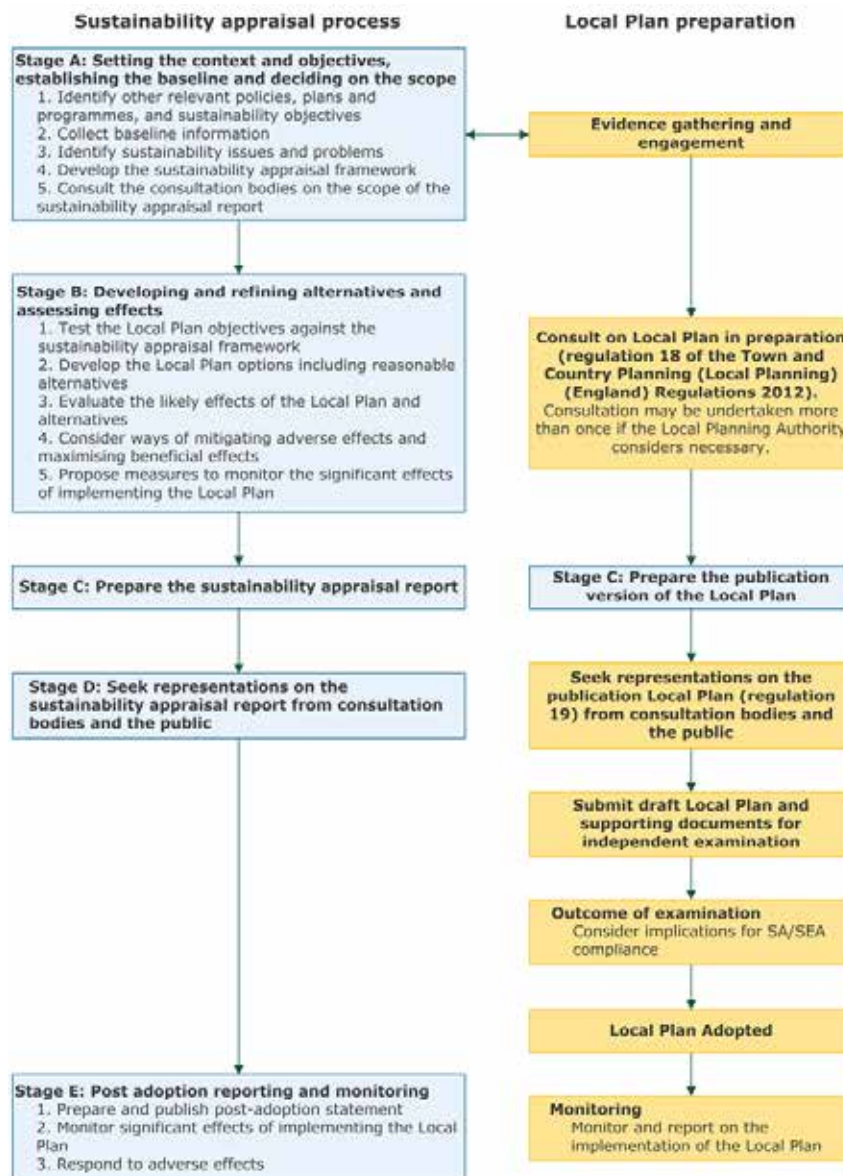 Sustainability appraisal process
Stage A: Setting the context and objectives,
establishing the baseline and deciding on the scope
1. Identify other relevant policies, plans and
programmes, and sustainability objectives
2. Collect baseline information
3. Identify sustainability issues and problems
4. Develop the sustainability appraisal framework
5. Consult the consultation bodies on the scope of the
sustainability appraisal report
Stage B: Developing and refining alternatives and
assessing effects
1. Test the Local Plan objectives against the
sustainability appraisal framework
2. Develop the Local Plan options including reasonable
alternatives
3. Evaluate the likely effects of the Local Plan and
alternatives
4. Consider ways of mitigating adverse effects and
maximising beneficial effects
5. Propose measures to monitor the significant effects
of implementing the Local Plan
Stage C: Prepare the sustainability appraisal report
Stage D: Seek representations on the
sustainability appraisal report from consultation
bodies and the public
Stage E: Post adoption reporting and monitoring
1. Prepare and publish post-adoption statement
2. Monitor significant effects of implementing the Local
Plan
3. Respond to adverse effects
Local Plan preparation
Evidence gathering and
engagement
Consult on Local Plan in preparation
(regulation 18 of the Town and
Country Planning (Local Planning)
(England) Regulations 2012).
Consultation may be undertaken more
than once if the Local Planning Authority
considers necessary.
Stage C: Prepare the publication
version of the Local Plan
Seek representations on the
publication Local Plan (regulation
19) from consultation bodies and
the public
Submit draft Local Plan and
supporting documents for
independent examination
Outcome of examination
Consider implications for SA/SEA
compliance
Local Plan Adopted
Monitoring
Monitor and report on the
implementation of the Local Plan